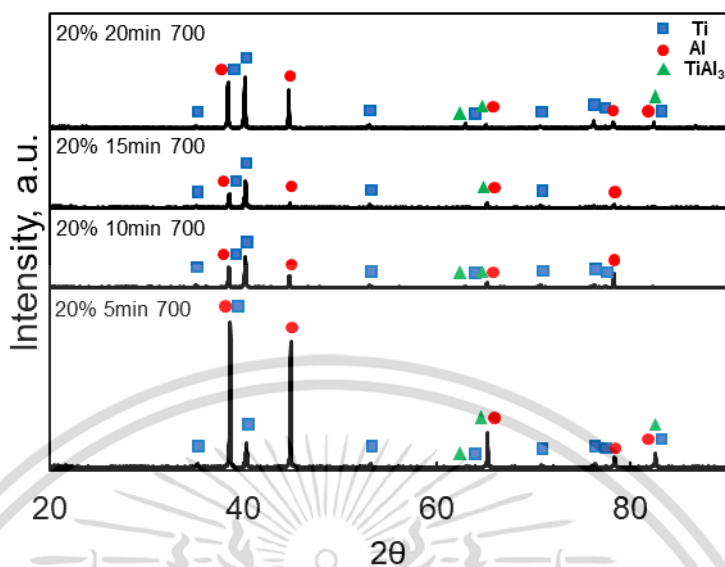 20% 20min 700
Ti
Al
TiAl₃
20% 15min 700
20% 10min 700
20% 5min 700
Intensity, a.u.
20 40 60 80
2θ